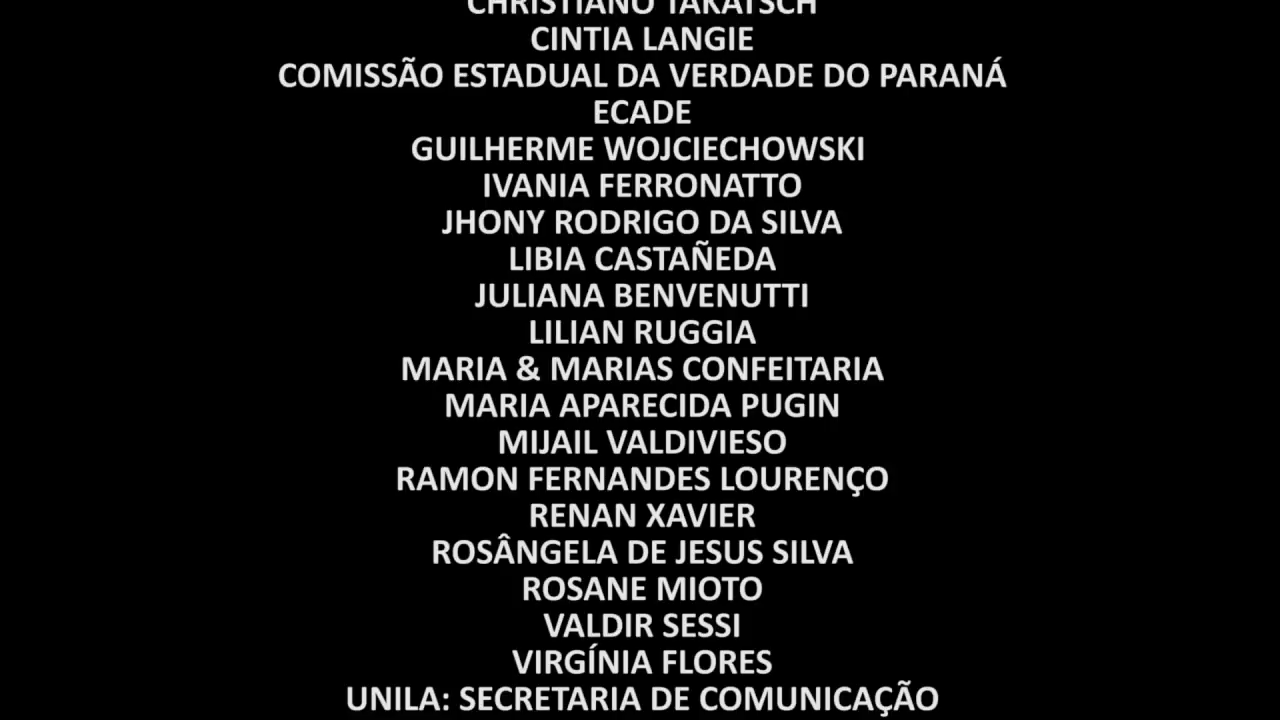 CHRISTIANO TAKATSCH
CINTIA LANGIE
COMISSÃO ESTADUAL DA VERDADE DO PARANÁ
ECADE
GUILHERME WOJCIECHOWSKI
IVANIA FERRONATTO
JHONY RODRIGO DA SILVA
LIBIA CASTAÑEDA
JULIANA BENVENUTTI
LILIAN RUGGIA
MARIA & MARIAS CONFEITARIA
MARIA APARECIDA PUGIN
MIJAIL VALDIVIESO
RAMON FERNANDES LOURENÇO
RENAN XAVIER
ROSÂNGELA DE JESUS SILVA
ROSANE MIOTO
VALDIR SESSI
VIRGÍNIA FLORES
UNILA: SECRETARIA DE COMUNICAÇÃO